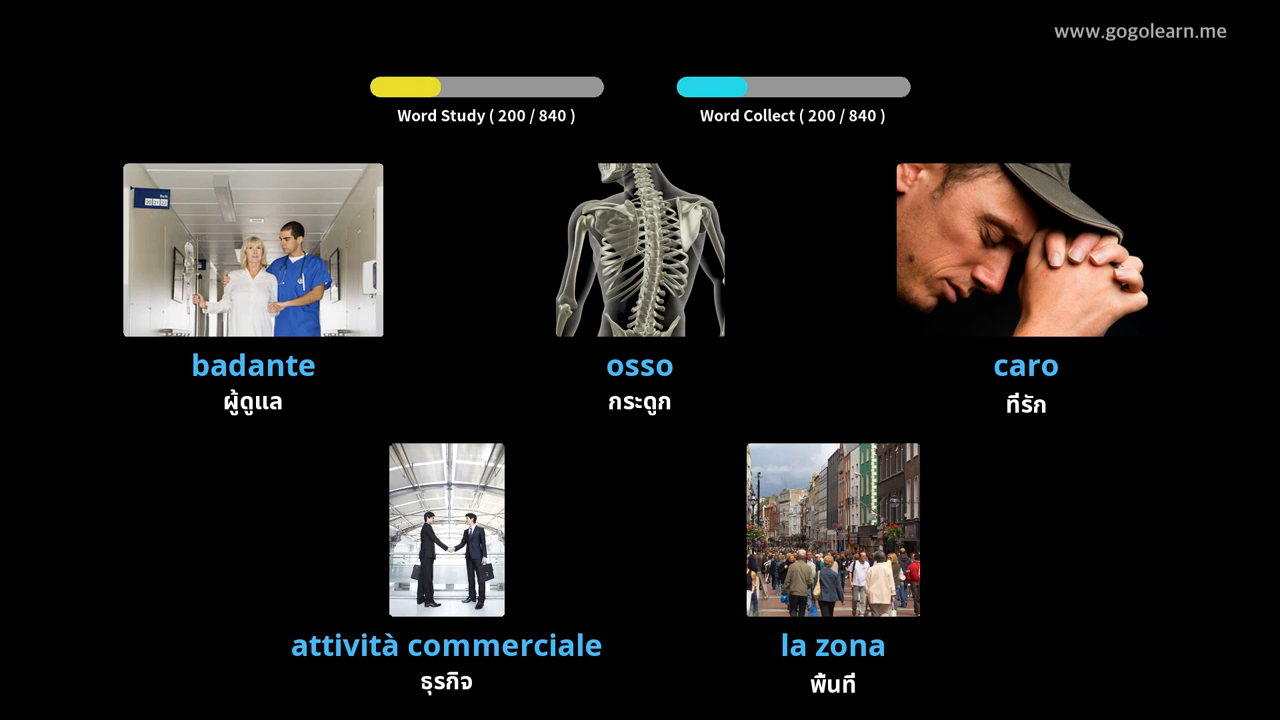 www.gogolearn.me
Word Study ( 200 / 840 )
Word Collect ( 200 / 840 )
badante
ผู้ดูแล
osso
กระดูก
caro
ที่รัก
attività commerciale
ธุรกิจ
la zona
พื้นที่